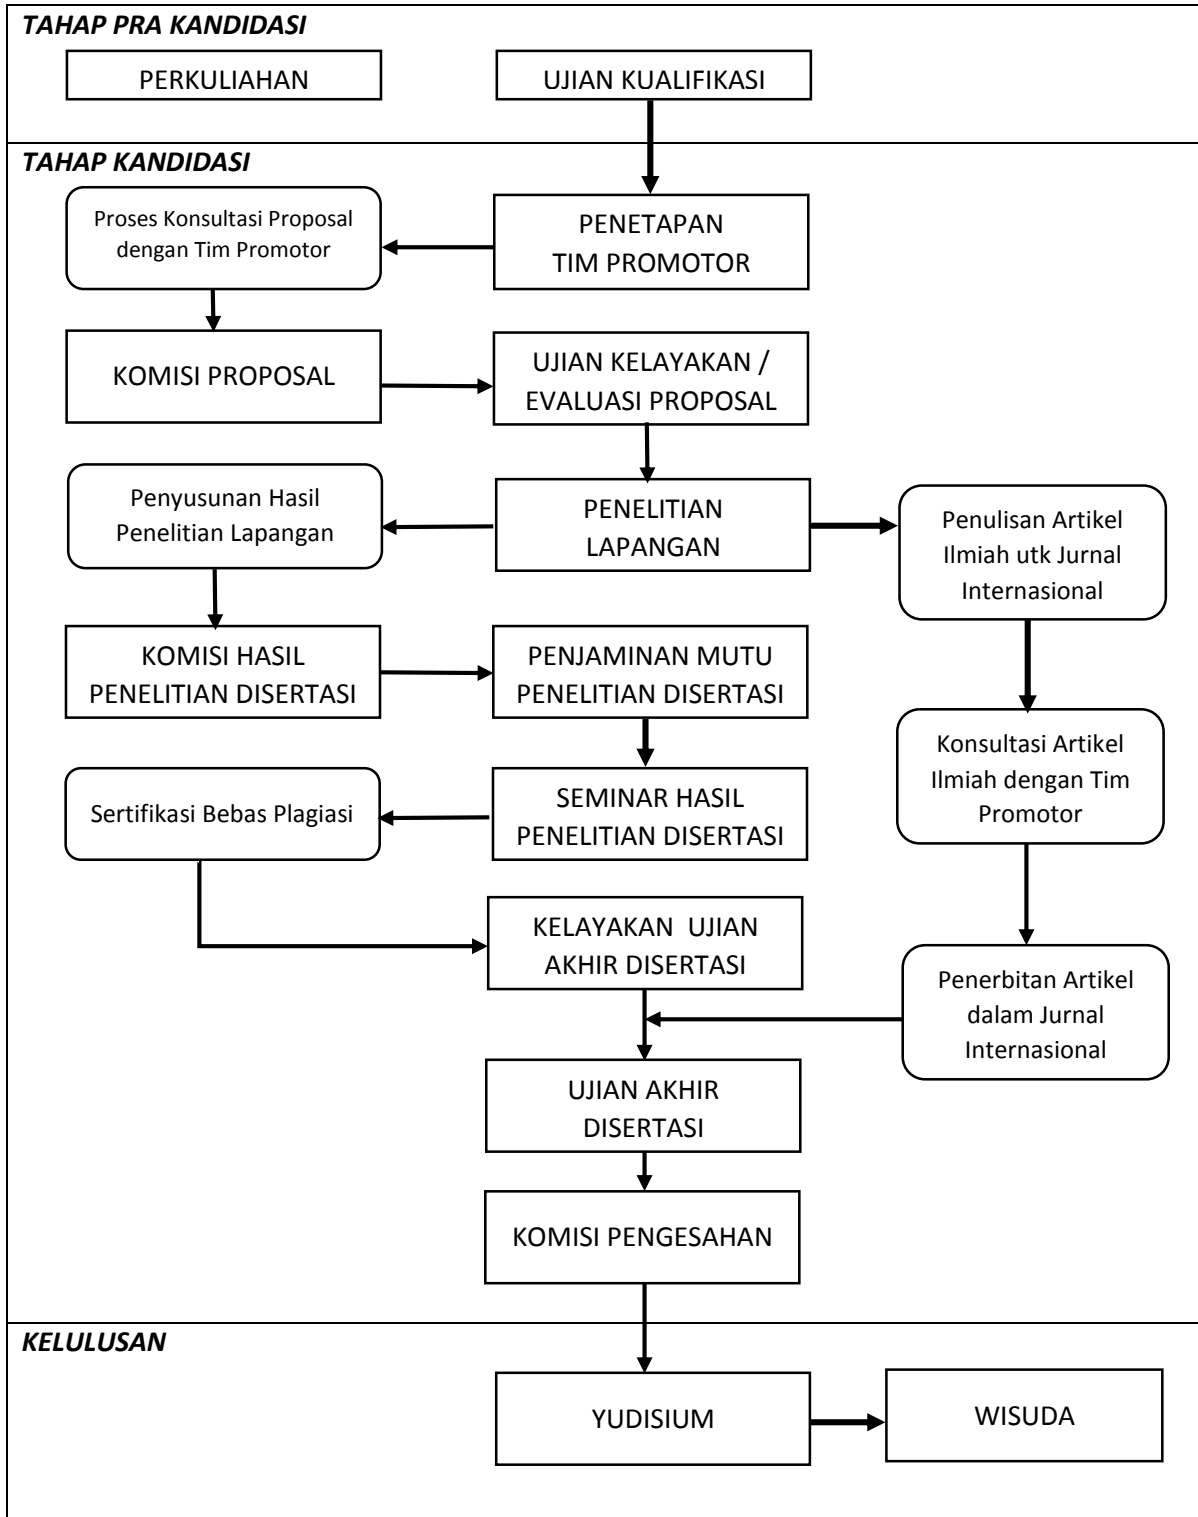 TAHAP PRA KANDIDASI
PERKULIAHAN
UJIAN KUALIFIKASI
TAHAP KANDIDASI
Proses Konsultasi Proposal
dengan Tim Promotor
PENETAPAN
TIM PROMOTOR
KOMISI PROPOSAL
UJIAN KELAYAKAN /
EVALUASI PROPOSAL
Penyusunan Hasil
Penelitian Lapangan
PENELITIAN
LAPANGAN
Penulisan Artikel
Ilmiah utk Jurnal
Internasional
KOMISI HASIL
PENELITIAN DISERTASI
PENJAMINAN MUTU
PENELITIAN DISERTASI
Konsultasi Artikel
Ilmiah dengan Tim
Promotor
Sertifikasi Bebas Plagiasi
SEMINAR HASIL
PENELITIAN DISERTASI
KELAYAKAN  UJIAN
AKHIR DISERTASI
Penerbitan Artikel
dalam Jurnal
Internasional
UJIAN AKHIR
DISERTASI
KOMISI PENGESAHAN
KELULUSAN
YUDISIUM
WISUDA